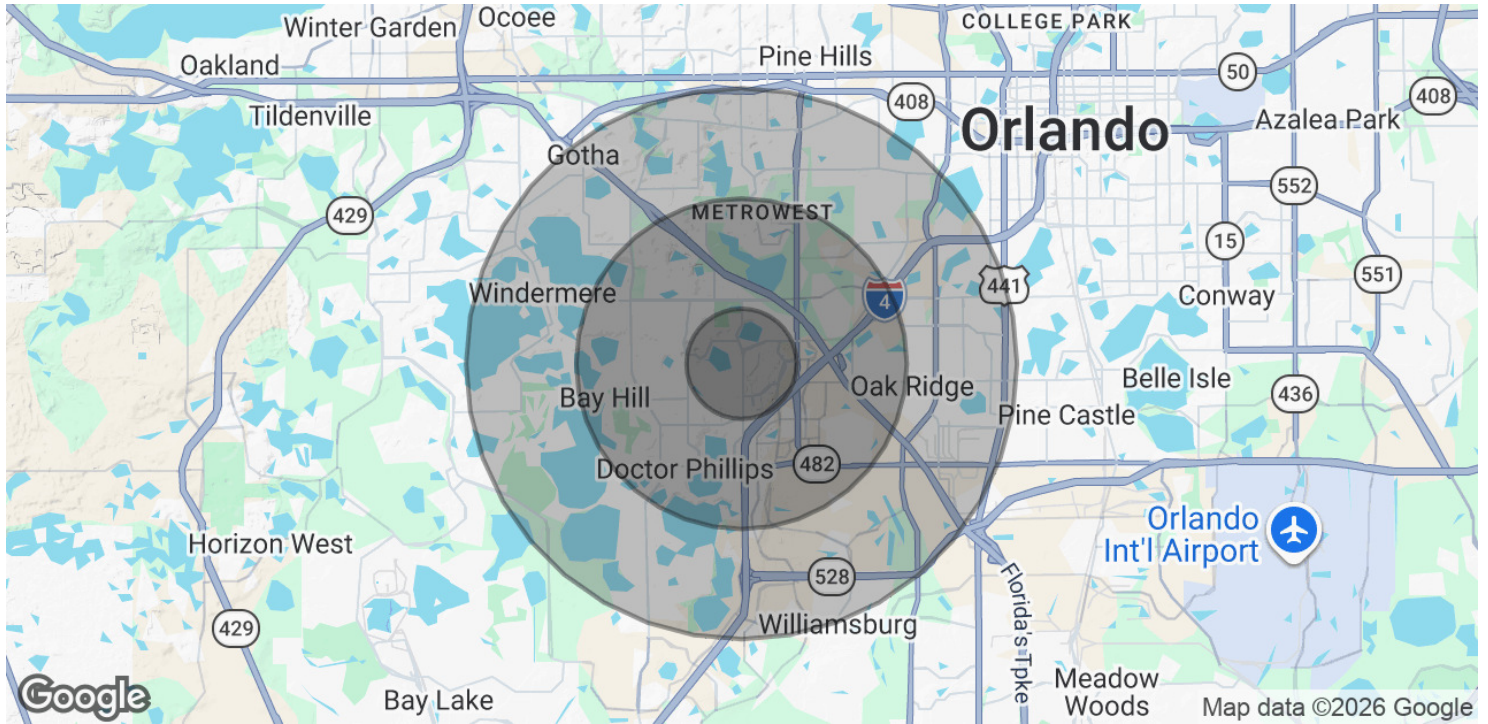 Winter Garden
Ocoee
COLLEGE PARK
Oakland
Pine Hills
50
408
408
Tildenville
Orlando
Azalea Park
Gotha
552
429
METROWEST
15
551
Windermere
4
441
Conway
Bay Hill
Oak Ridge
Belle Isle
436
Pine Castle
Doctor Phillips
482
Horizon West
Orlando
Int'l Airport
528
Florida's Tpke
429
Williamsburg
Meadow
Woods
Bay Lake
Google
Map data ©2026 Google